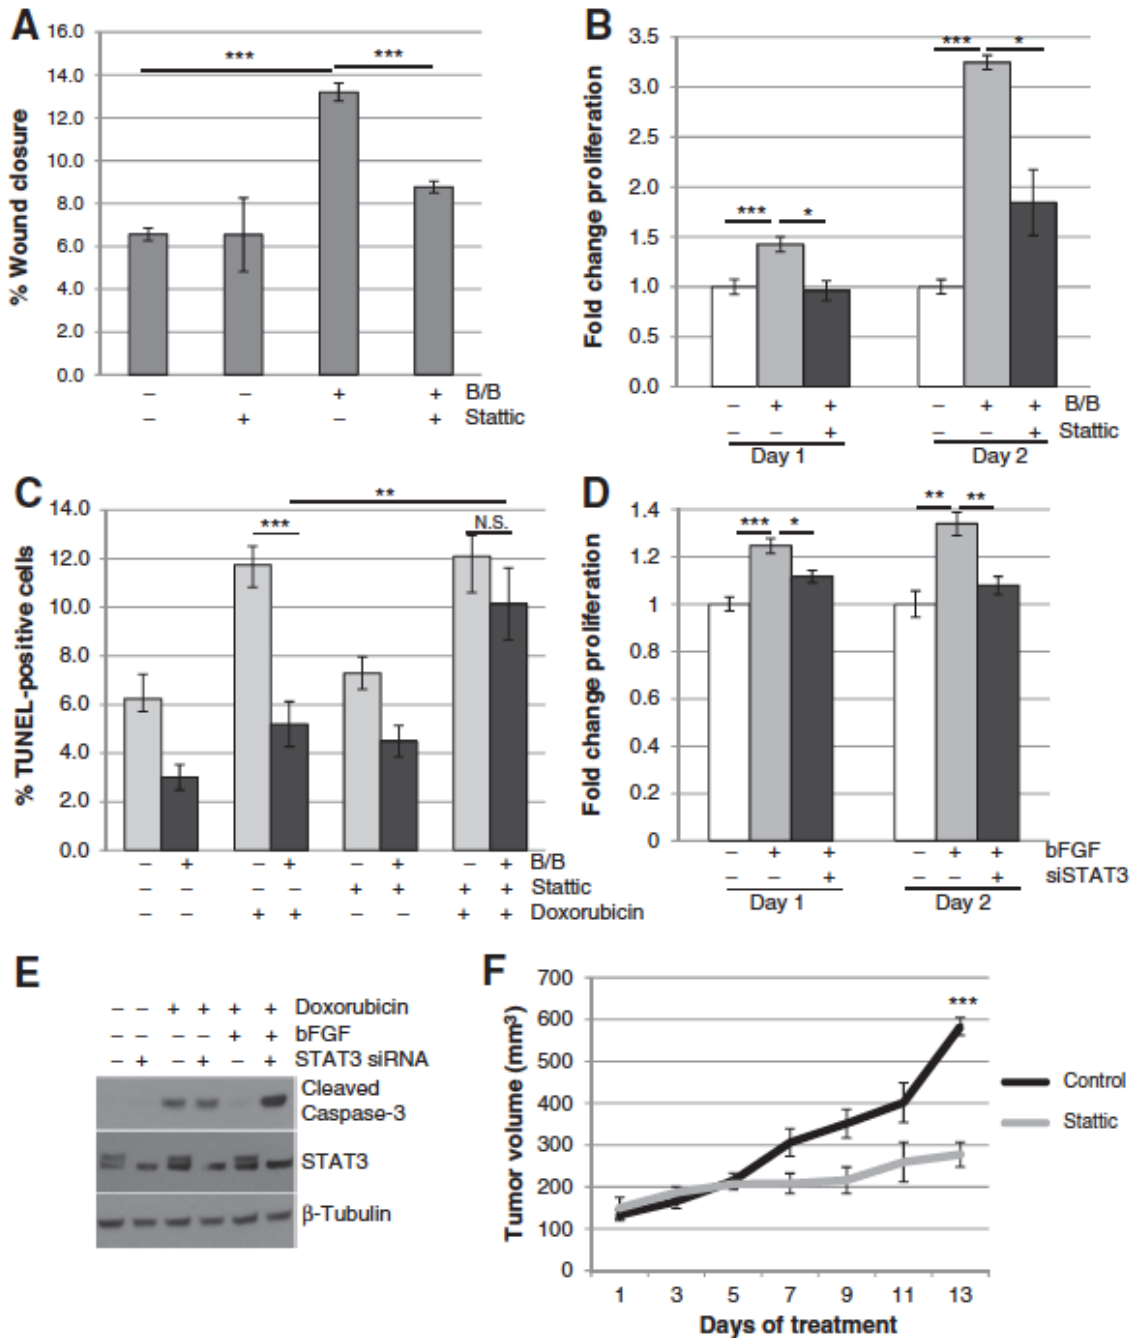 A
% Wound closure
16.0
14.0
12.0
10.0
8.0
6.0
4.0
2.0
0.0
*** ***
– – + + B/B
– + – + Stattic
B
Fold change proliferation
3.5
3.0
2.5
2.0
1.5
1.0
0.5
0.0
*** * *** *
– + + – + + B/B
– – + – – + Stattic
Day 1 Day 2
C
% TUNEL-positive cells
14.0
12.0
10.0
8.0
6.0
4.0
2.0
0.0
**
*** N.S.
– + – + – + – + B/B
– – – – + + + + Stattic
– – + + – – + + Doxorubicin
D
Fold change proliferation
1.4
1.2
1
0.8
0.6
0.4
0.2
0
*** * ** **
– + + – + + bFGF
– – + – – + siSTAT3
Day 1 Day 2
E
– – + + + + Doxorubicin
– – – – + + bFGF
– + – + – + STAT3 siRNA
Cleaved
Caspase-3
STAT3
β-Tubulin
F
Tumor volume (mm³)
700
600
500
400
300
200
100
0
***
Control
Stattic
1 3 5 7 9 11 13
Days of treatment